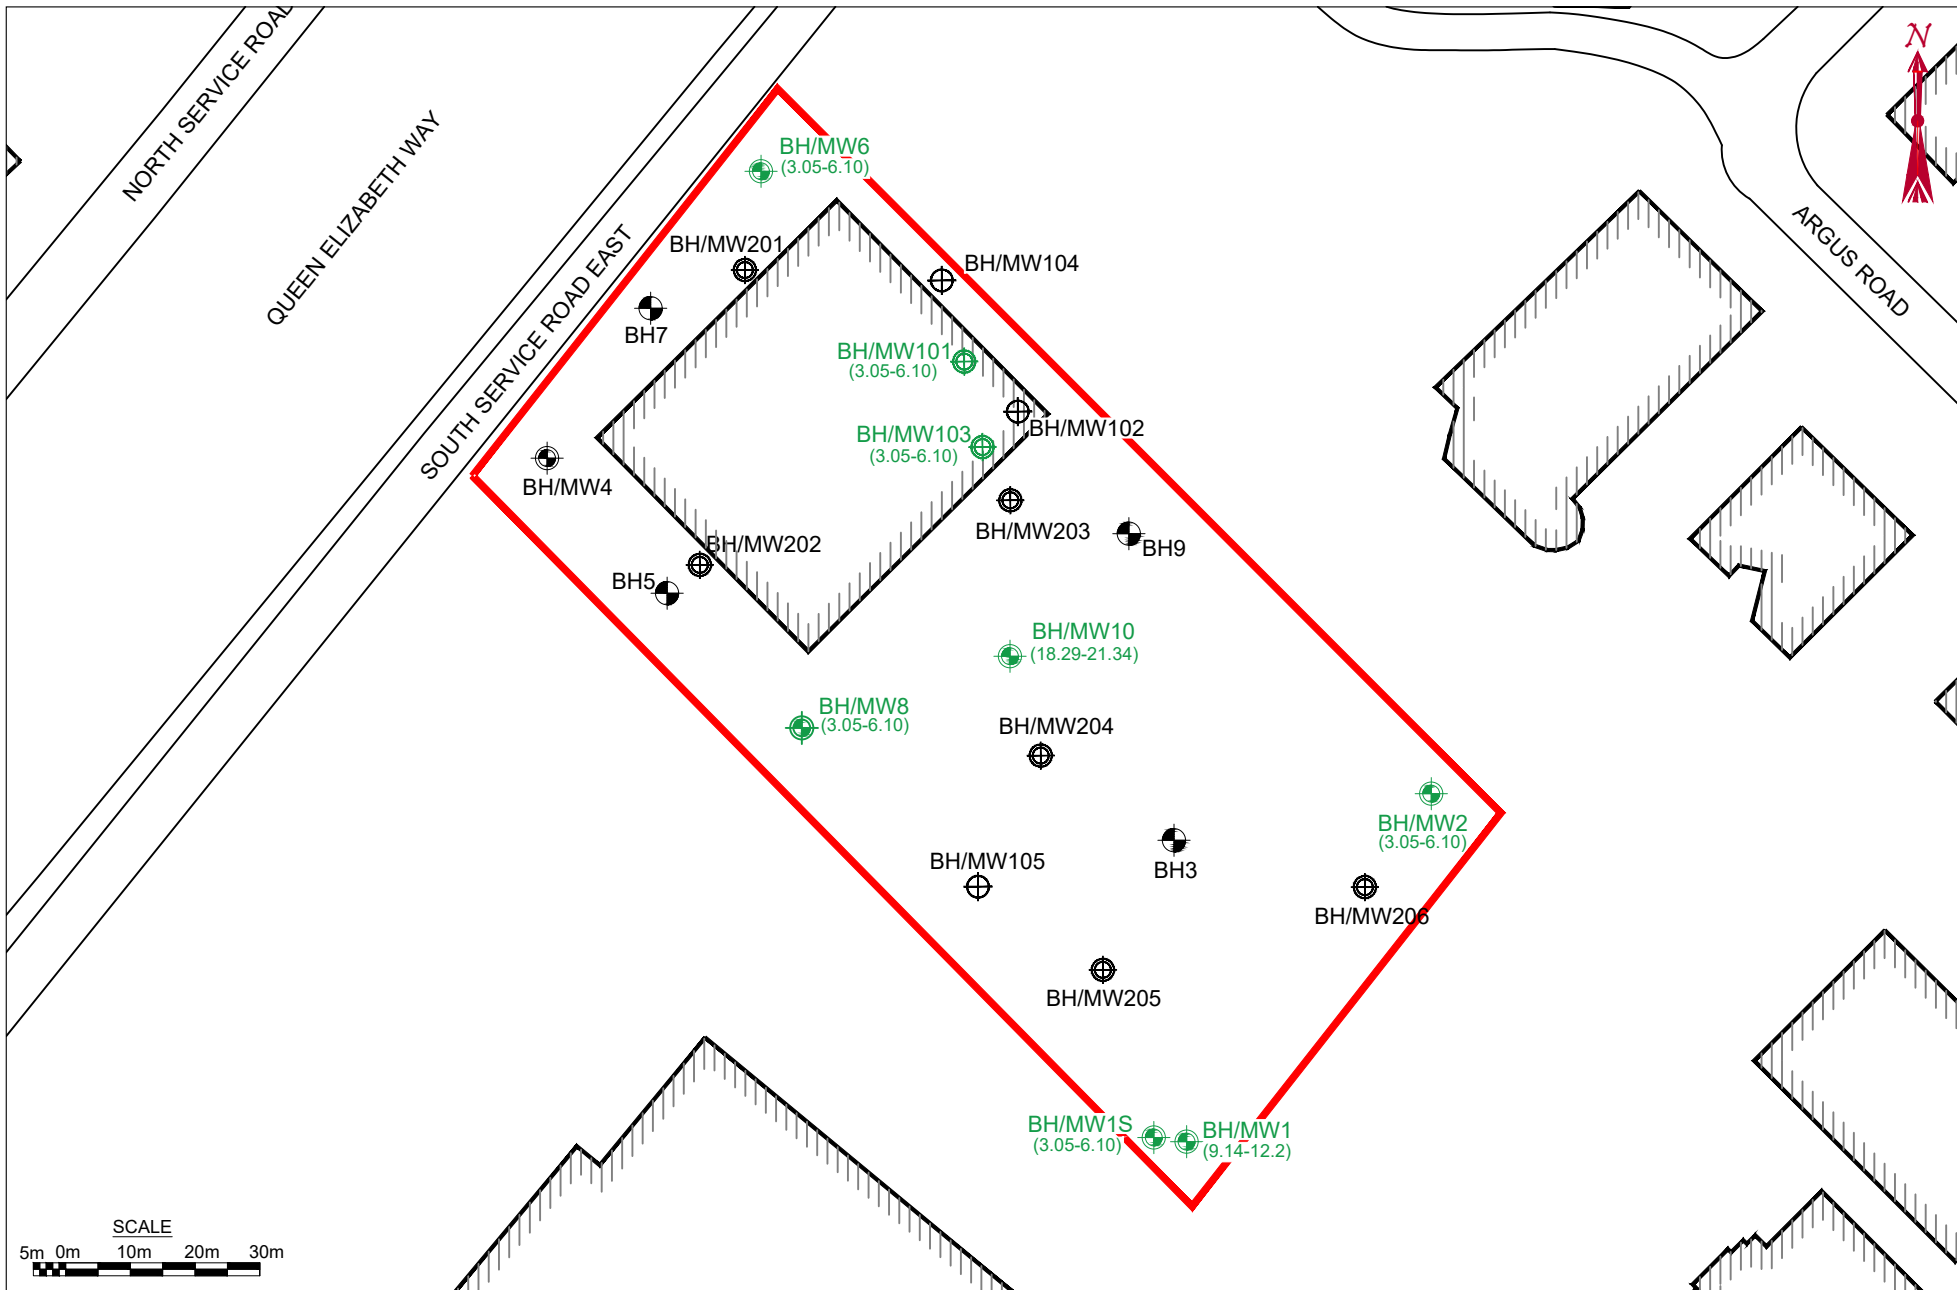 NORTH SERVICE ROAD
QUEEN ELIZABETH WAY
SOUTH SERVICE ROAD EAST
ARGUS ROAD
N
BH/MW6
(3.05-6.10)
BH/MW201
BH/MW104
BH7
BH/MW101
(3.05-6.10)
BH/MW102
BH/MW103
(3.05-6.10)
BH/MW4
BH/MW203
BH9
BH/MW202
BH5
BH/MW10
(18.29-21.34)
BH/MW8
(3.05-6.10)
BH/MW204
BH/MW2
(3.05-6.10)
BH3
BH/MW105
BH/MW206
BH/MW205
BH/MW1S
(3.05-6.10)
BH/MW1
(9.14-12.2)
SCALE
5m 0m 10m 20m 30m